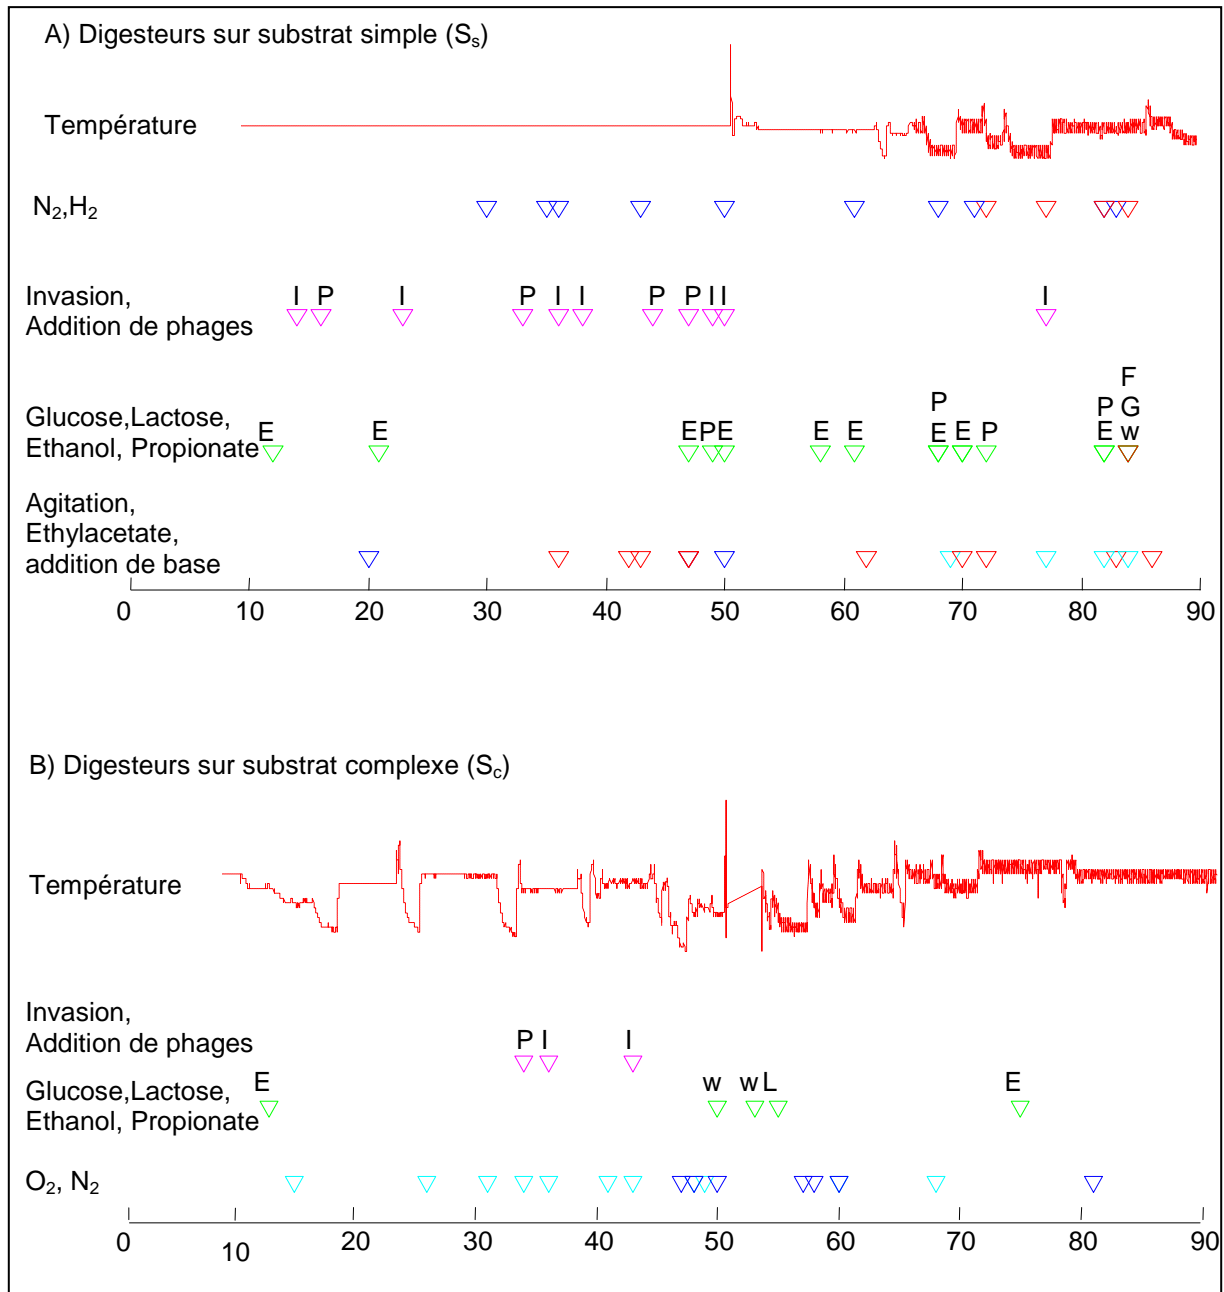 A) Digesteurs sur substrat simple (Ss)
Température
N2,H2
I P I P I I P P I I I
Invasion,
Addition de phages
F
P P G
E E E P E E E E E P E w
Glucose,Lactose,
Ethanol, Propionate
Agitation,
Ethylacetate,
addition de base
0 10 20 30 40 50 60 70 80 90
B) Digesteurs sur substrat complexe (Sc)
Température
Invasion,
Addition de phages
P I I
Glucose,Lactose,
Ethanol, Propionate
E w w L E
O2, N2
0 10 20 30 40 50 60 70 80 90